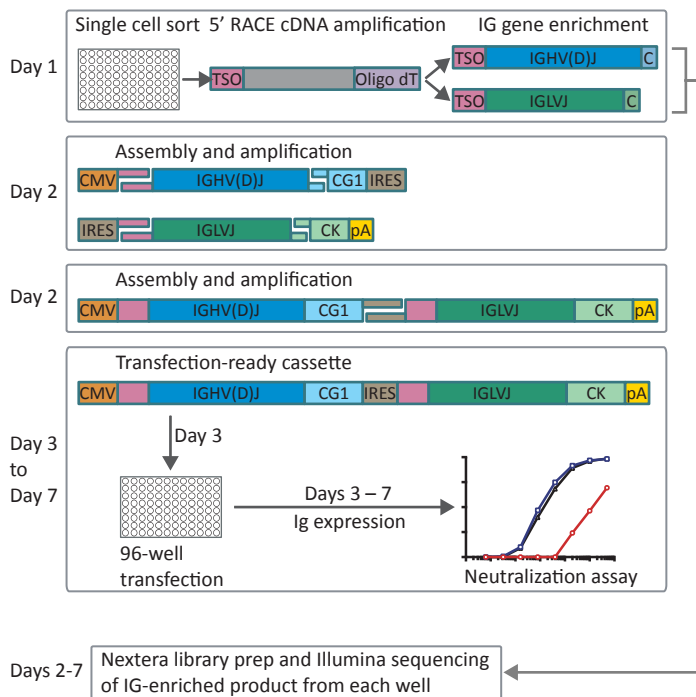 Single cell sort 5' RACE cDNA amplification IG gene enrichment
Day 1
TSO Oligo dT
TSO IGHV(D)J C
TSO IGLVJ C
Assembly and amplification
Day 2
CMV IGHV(D)J CG1 IRES
IRES IGLVJ CK pA
Assembly and amplification
Day 2
CMV IGHV(D)J CG1 IGLVJ CK pA
Transfection-ready cassette
CMV IGHV(D)J CG1 IRES IGLVJ CK pA
Day 3
to
Day 7
Day 3
96-well
transfection
Days 3 – 7
Ig expression
Neutralization assay
Days 2-7
Nextera library prep and Illumina sequencing
of IG-enriched product from each well